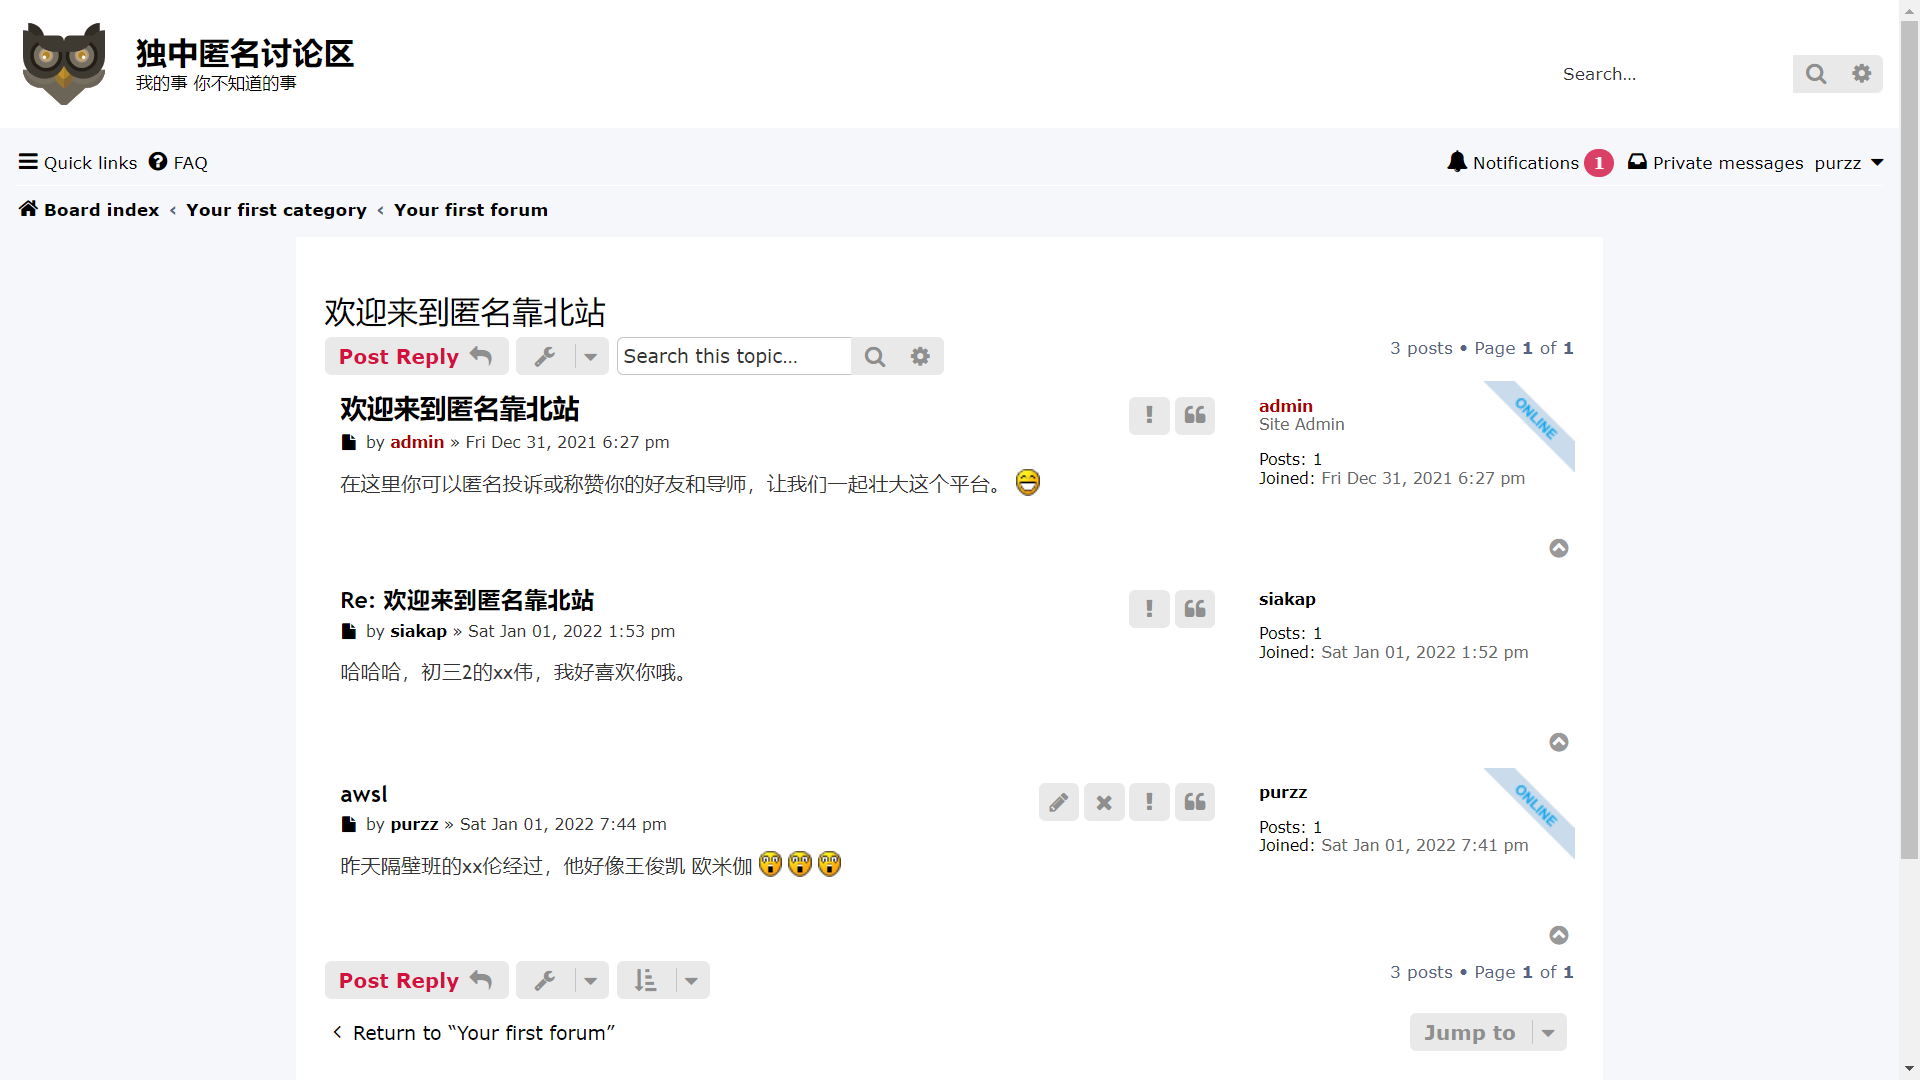 独中匿名讨论区
我的事 你不知道的事
Search…
Quick links FAQ
Notifications 1 Private messages purzz
Board index ‹ Your first category ‹ Your first forum
欢迎来到匿名靠北站
Post Reply Search this topic…
3 posts • Page 1 of 1
欢迎来到匿名靠北站
by admin » Fri Dec 31, 2021 6:27 pm
在这里你可以匿名投诉或称赞你的好友和导师，让我们一起壮大这个平台。
admin
Site Admin
Posts: 1
Joined: Fri Dec 31, 2021 6:27 pm
ONLINE
Re: 欢迎来到匿名靠北站
by siakap » Sat Jan 01, 2022 1:53 pm
哈哈哈，初三2的xx伟，我好喜欢你哦。
siakap
Posts: 1
Joined: Sat Jan 01, 2022 1:52 pm
awsl
by purzz » Sat Jan 01, 2022 7:44 pm
昨天隔壁班的xx伦经过，他好像王俊凯 欧米伽
purzz
Posts: 1
Joined: Sat Jan 01, 2022 7:41 pm
ONLINE
Post Reply
3 posts • Page 1 of 1
Return to “Your first forum”
Jump to